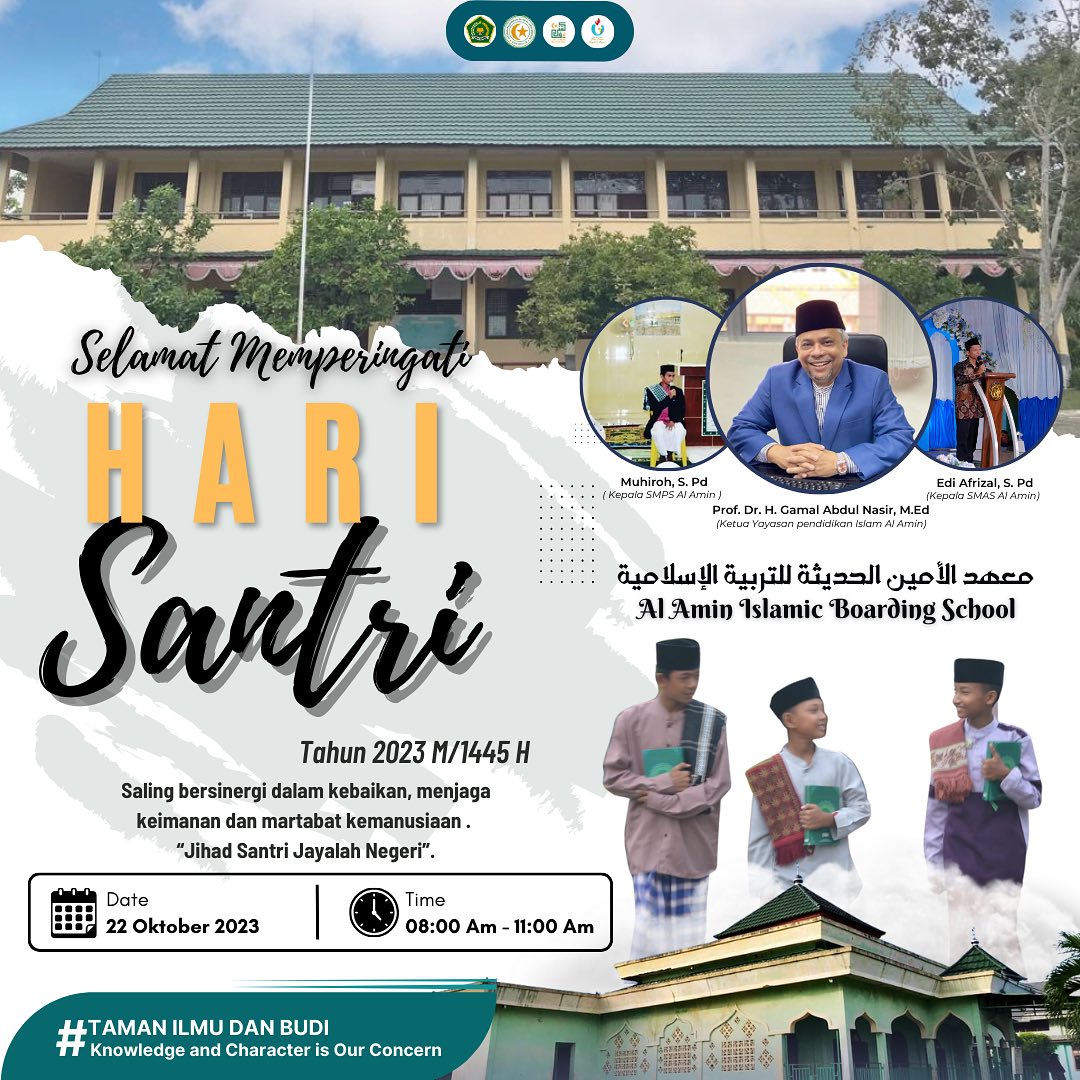 Selamat Memperingati
HARI
Santri
Tahun 2023 M/1445 H
Saling bersinergi dalam kebaikan, menjaga
keimanan dan martabat kemanusiaan .
“Jihad Santri Jayalah Negeri”.
Date
22 Oktober 2023
Time
08:00 Am - 11:00 Am
Muhiroh, S. Pd
( Kepala SMPS Al Amin )
Prof. Dr. H. Gamal Abdul Nasir, M.Ed
(Ketua Yayasan pendidikan Islam Al Amin)
Edi Afrizal, S. Pd
(Kepala SMAS Al Amin)
معهد الأمين الحديثة للتربية الإسلامية
Al Amin Islamic Boarding School
#TAMAN ILMU DAN BUDI
Knowledge and Character is Our Concern